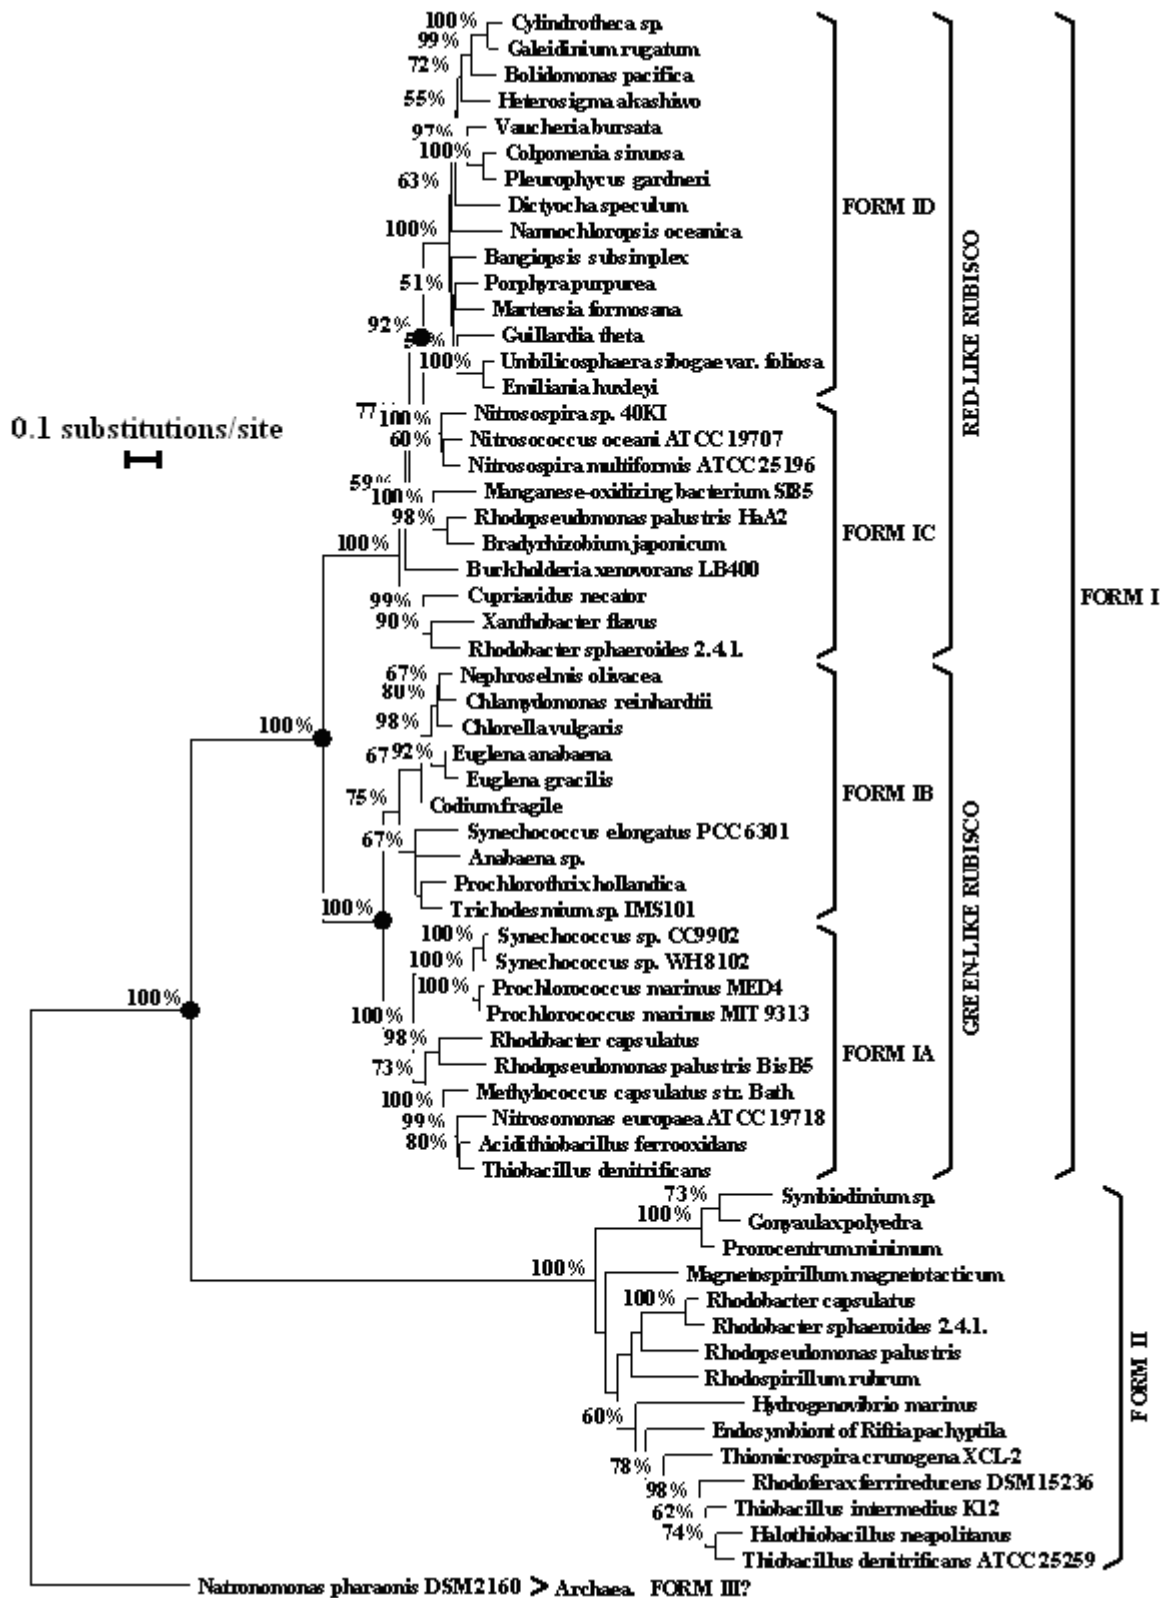 100%
Cylindrotheca sp.
99%
Galeidinium rugatum
72%
Bolidomonas pacifica
55%
Heterosigma akashiwo
97%
Vaucheria bursata
100%
Colpomenia sinuosa
Pleurophycus gardneri
63%
Dictyocha speculum
FORM ID
100%
Nannochloropsis oceanica
Bangiopsis subsimplex
51%
Porphyra purpurea
Martensia formosana
92%
Guillardia theta
100%
Umbilicosphaera sibogae var. foliosa
Emiliania huxleyi
RED-LIKE RUBISCO
77
100%
Nitrosospira sp. 40KI
0.1 substitutions/site
60%
Nitrosococcus oceani ATCC 19707
Nitrosospira multiformis ATCC 25196
59%
100%
Manganese-oxidizing bacterium SI85
98%
Rhodopseudomonas palustris HaA2
FORM IC
100%
Bradyrhizobium japonicum
Burkholderia xenovorans LB400
99%
Cupriavidus necator
FORM I
90%
Xanthobacter flavus
Rhodobacter sphaeroides 2.4.1.
67%
Nephroselmis olivacea
80%
Chlamydomonas reinhardtii
98%
Chlorella vulgaris
100%
67
92%
Euglena anabaena
Euglena gracilis
75%
Codium fragile
FORM IB
67%
Synechococcus elongatus PCC 6301
Anabaena sp.
Prochlorothrix hollandica
100%
Trichodesmium sp. IMS101
GREEN-LIKE RUBISCO
100%
Synechococcus sp. CC9902
100%
Synechococcus sp. WH8102
100%
Prochlorococcus marinus MED4
100%
100%
Prochlorococcus marinus MIT 9313
98%
Rhodobacter capsulatus
FORM IA
73%
Rhodopseudomonas palustris BisB5
100%
Methylococcus capsulatus str. Bath
99%
Nitrosomonas europaea ATCC 19718
80%
Acidithiobacillus ferrooxidans
Thiobacillus denitrificans
73%
Symbiodinium sp.
100%
Gonyaulax polyedra
Prorocentrum minimum
100%
Magnetospirillum magnetotacticum
100%
Rhodobacter capsulatus
Rhodobacter sphaeroides 2.4.1.
Rhodopseudomonas palustris
Rhodospirillum rubrum
FORM II
60%
Hydrogenovibrio marinus
Endosymbiont of Riftia pachyptila
78%
Thiomicrospira crunogena XCL-2
98%
Rhodoferax ferrireducens DSM 15236
62%
Thiobacillus intermedius K12
74%
Halothiobacillus neapolitanus
Thiobacillus denitrificans ATCC 25259
Natronomonas pharaonis DSM 2160 > Archaea. FORM III?